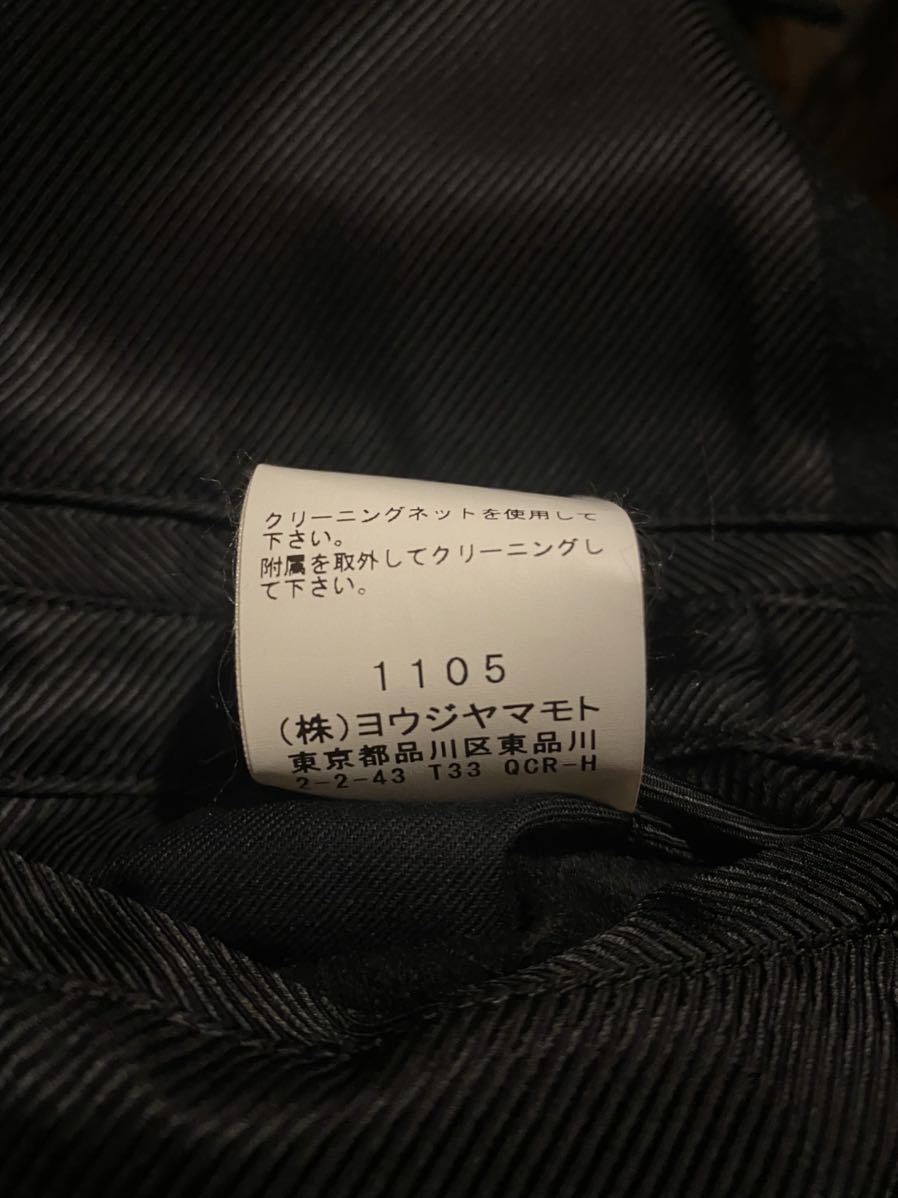 クリーニングネットを使用して
下さい。
附属を取外してクリーニングし
て下さい。
1105
(株)ヨウジヤマモト
東京都品川区東品川
2-2-43 T33 QCR-H